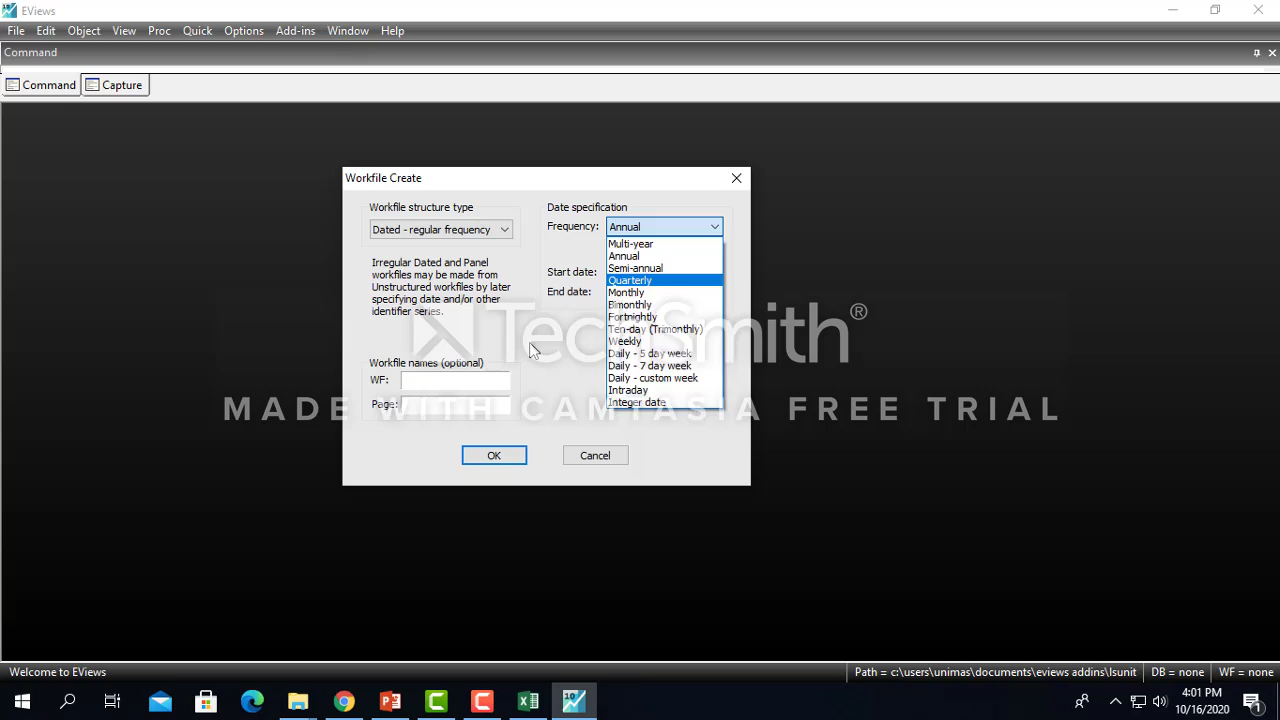 EViews
File Edit Object View Proc Quick Options Add-ins Window Help
Command
Command Capture
Workfile Create
Workfile structure type
Dated - regular frequency
Irregular Dated and Panel
workfiles may be made from
Unstructured workfiles by later
specifying date and/or other
identifier series.
Workfile names (optional)
WF:
Page:
Date specification
Frequency: Annual
Multi-year
Annual
Semi-annual
Quarterly
Monthly
Bimonthly
Fortnightly
Ten-day (Trimonthly)
Weekly
Daily - 5 day week
Daily - 7 day week
Daily - custom week
Intraday
Integer date
Start date:
End date:
OK Cancel
TechSmith®
MADE WITH CAMTASIA FREE TRIAL
Welcome to EViews
Path = c:\users\unimas\documents\eviews addins\lsunit DB = none WF = none
4:01 PM
10/16/2020